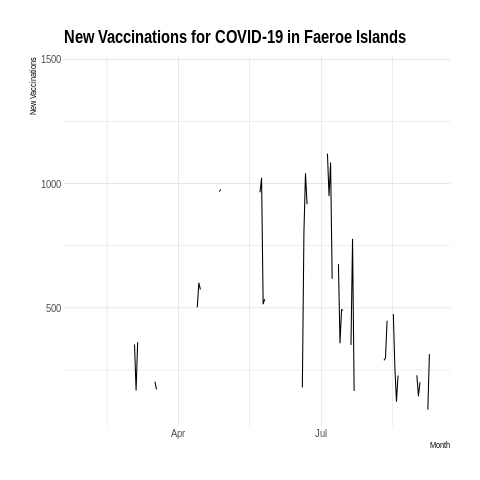 New Vaccinations for COVID-19 in Faeroe Islands
New Vaccinations
1500
1000
500
Apr
Jul
Month